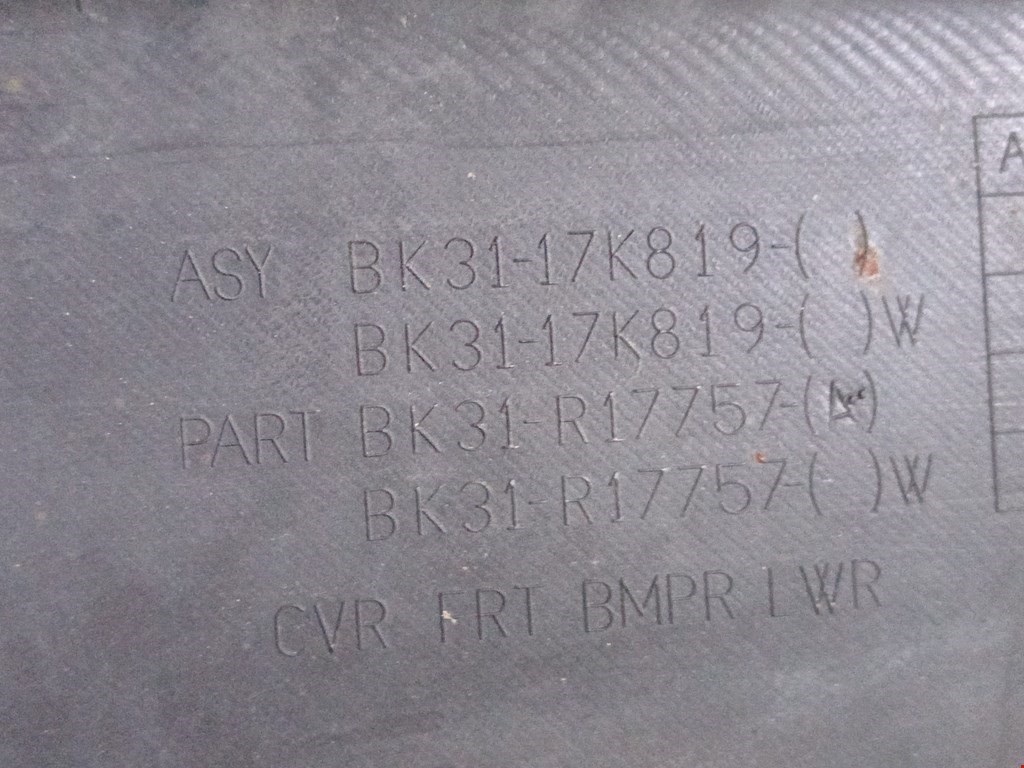 ASY BK31-17K819-( )
BK31-17K819-( )W
PART BK31-R17757-( )
BK31-R17757-( )W
CVR FRT BMPR LWR
A